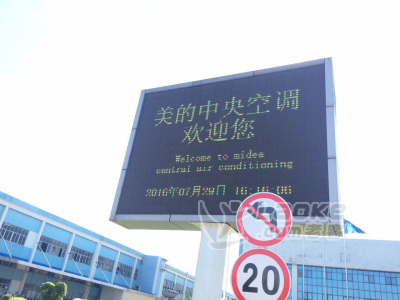 美的中央空调
欢迎您
Welcome to midea
central air conditioning
2016年07月29日 16:16:06
20